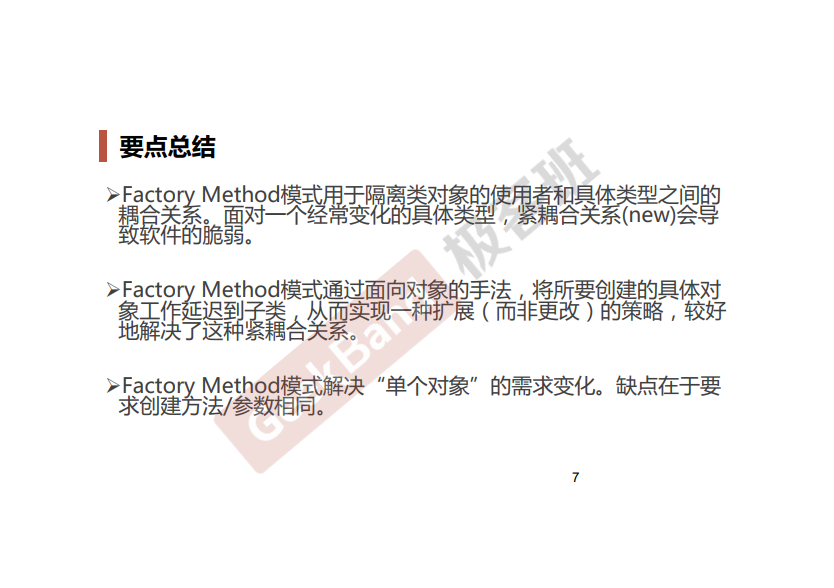 要点总结
➢Factory Method模式用于隔离类对象的使用者和具体类型之间的
耦合关系。面对一个经常变化的具体类型，紧耦合关系(new)会导
致软件的脆弱。
➢Factory Method模式通过面向对象的手法，将所要创建的具体对
象工作延迟到子类，从而实现一种扩展（而非更改）的策略，较好
地解决了这种紧耦合关系。
➢Factory Method模式解决“单个对象”的需求变化。缺点在于要
求创建方法/参数相同。
GeekBand 极客班
7